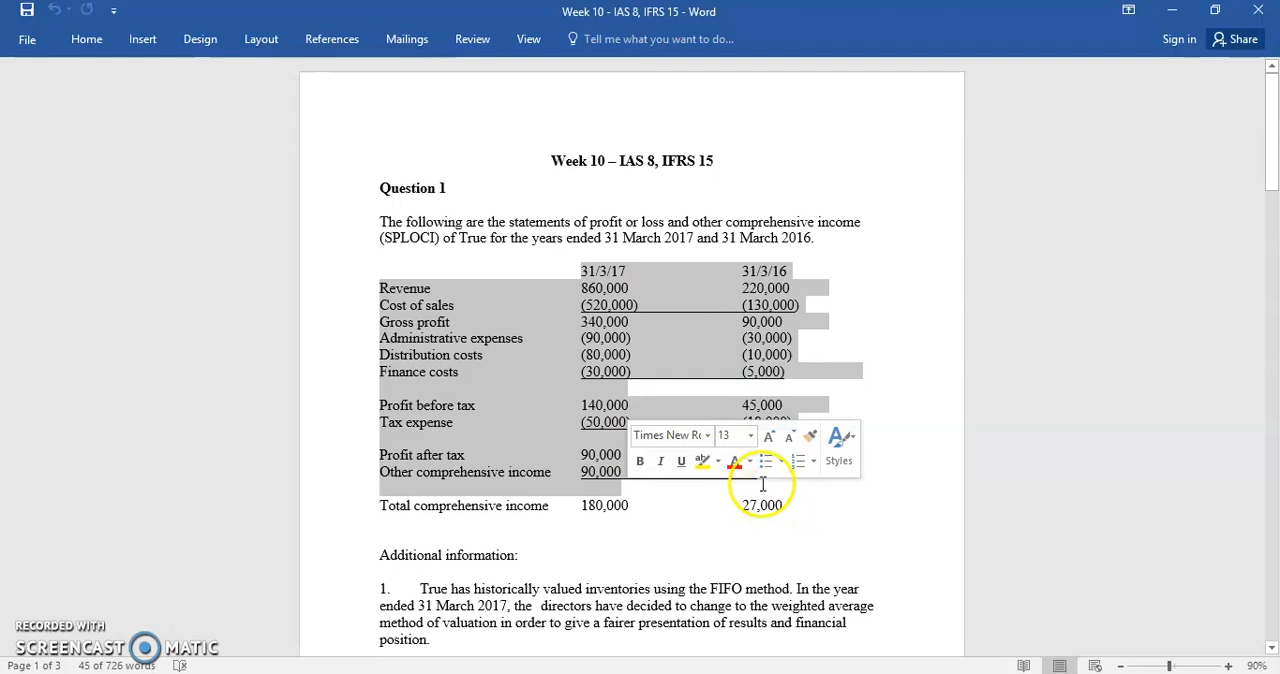 Week 10 - IAS 8, IFRS 15 - Word
File Home Insert Design Layout References Mailings Review View Tell me what you want to do... Sign in Share
Week 10 – IAS 8, IFRS 15
Question 1
The following are the statements of profit or loss and other comprehensive income
(SPLOCI) of True for the years ended 31 March 2017 and 31 March 2016.
31/3/17 31/3/16
Revenue 860,000 220,000
Cost of sales (520,000) (130,000)
Gross profit 340,000 90,000
Administrative expenses (90,000) (30,000)
Distribution costs (80,000) (10,000)
Finance costs (30,000) (5,000)
Profit before tax 140,000 45,000
Tax expense (50,000)
Times New Ro 13
Profit after tax 90,000
Styles
Other comprehensive income 90,000
Total comprehensive income 180,000 27,000
Additional information:
1. True has historically valued inventories using the FIFO method. In the year
ended 31 March 2017, the directors have decided to change to the weighted average
method of valuation in order to give a fairer presentation of results and financial
position.
RECORDED WITH
SCREENCAST MATIC
Page 1 of 3 45 of 726 words 90%